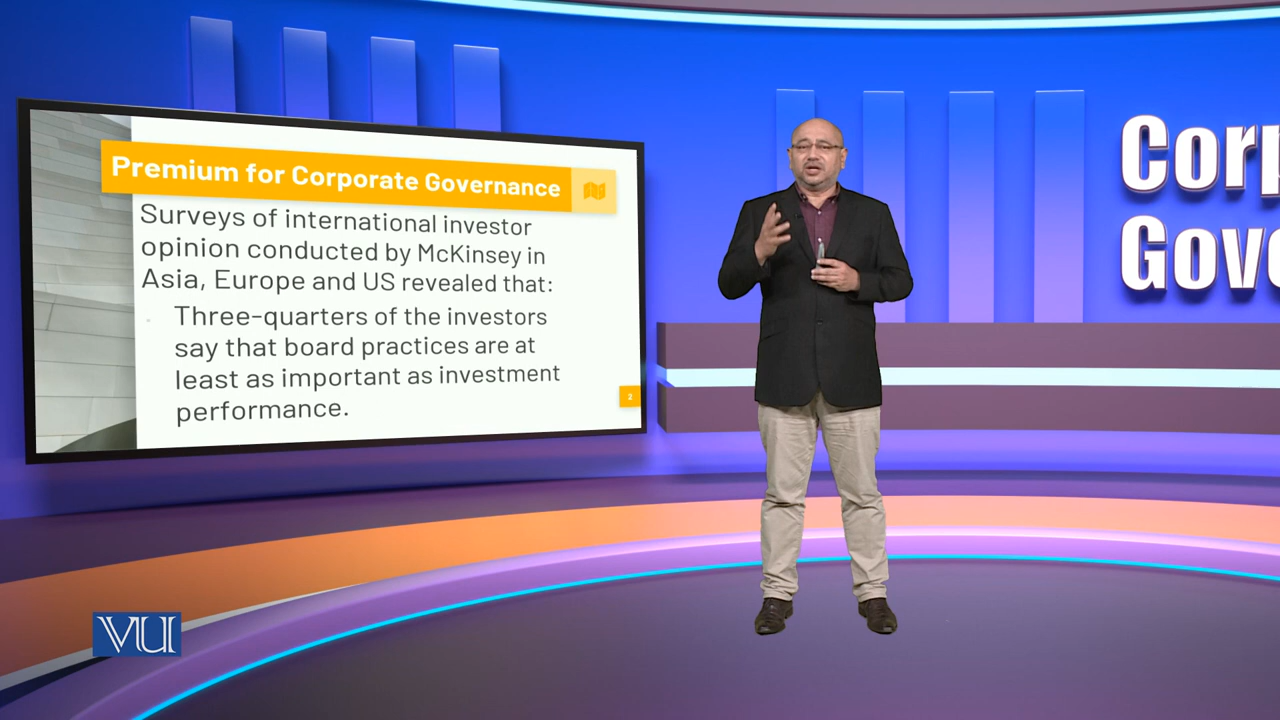 Premium for Corporate Governance
Surveys of international investor
opinion conducted by McKinsey in
Asia, Europe and US revealed that:
Three-quarters of the investors
say that board practices are at
least as important as investment
performance.
2
Corp
Gove
VU